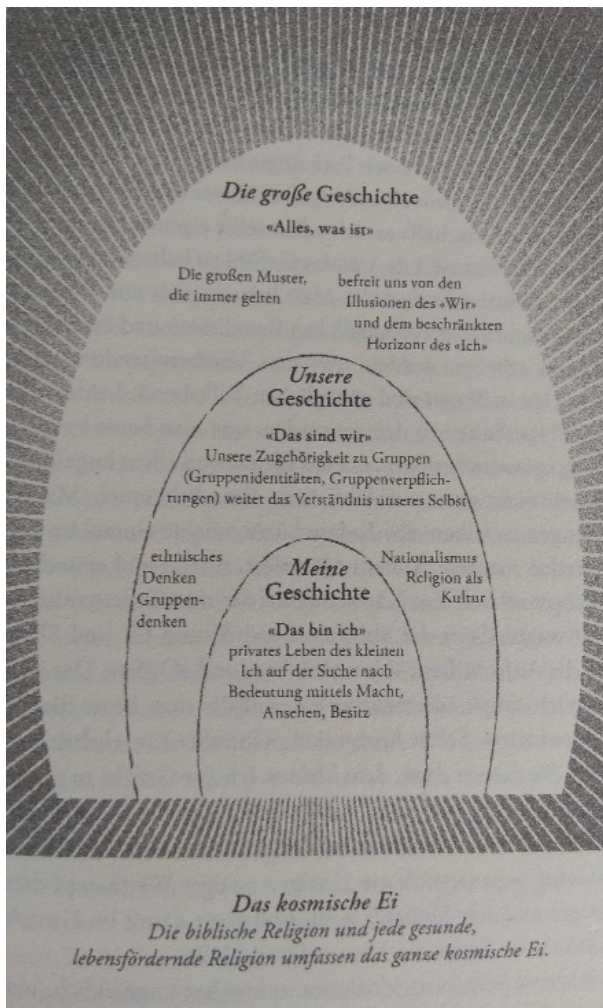 Die große Geschichte
«Alles, was ist»
Die großen Muster,
die immer gelten
befreit uns von den
Illusionen des «Wir»
und dem beschränkten
Horizont des «Ich»
Unsere
Geschichte
«Das sind wir»
Unsere Zugehörigkeit zu Gruppen
(Gruppenidentitäten, Gruppenverpflich-
tungen) weitet das Verständnis unseres Selbst
ethnisches
Denken
Gruppen-
denken
Nationalismus
Religion als
Kultur
Meine
Geschichte
«Das bin ich»
privates Leben des kleinen
Ich auf der Suche nach
Bedeutung mittels Macht,
Ansehen, Besitz
Das kosmische Ei
Die biblische Religion und jede gesunde,
lebensfördernde Religion umfassen das ganze kosmische Ei.